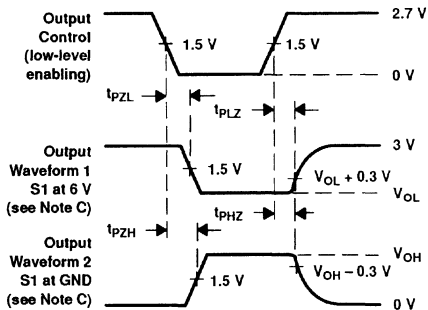 Output
Control
(low-level
enabling)
1.5 V
1.5 V
2.7 V
0 V
tPZL
tPLZ
Output
Waveform 1
S1 at 6 V
(see Note C)
1.5 V
3 V
VOL + 0.3 V
VOL
tPZH
tPHZ
Output
Waveform 2
S1 at GND
(see Note C)
1.5 V
VOH
VOH − 0.3 V
0 V